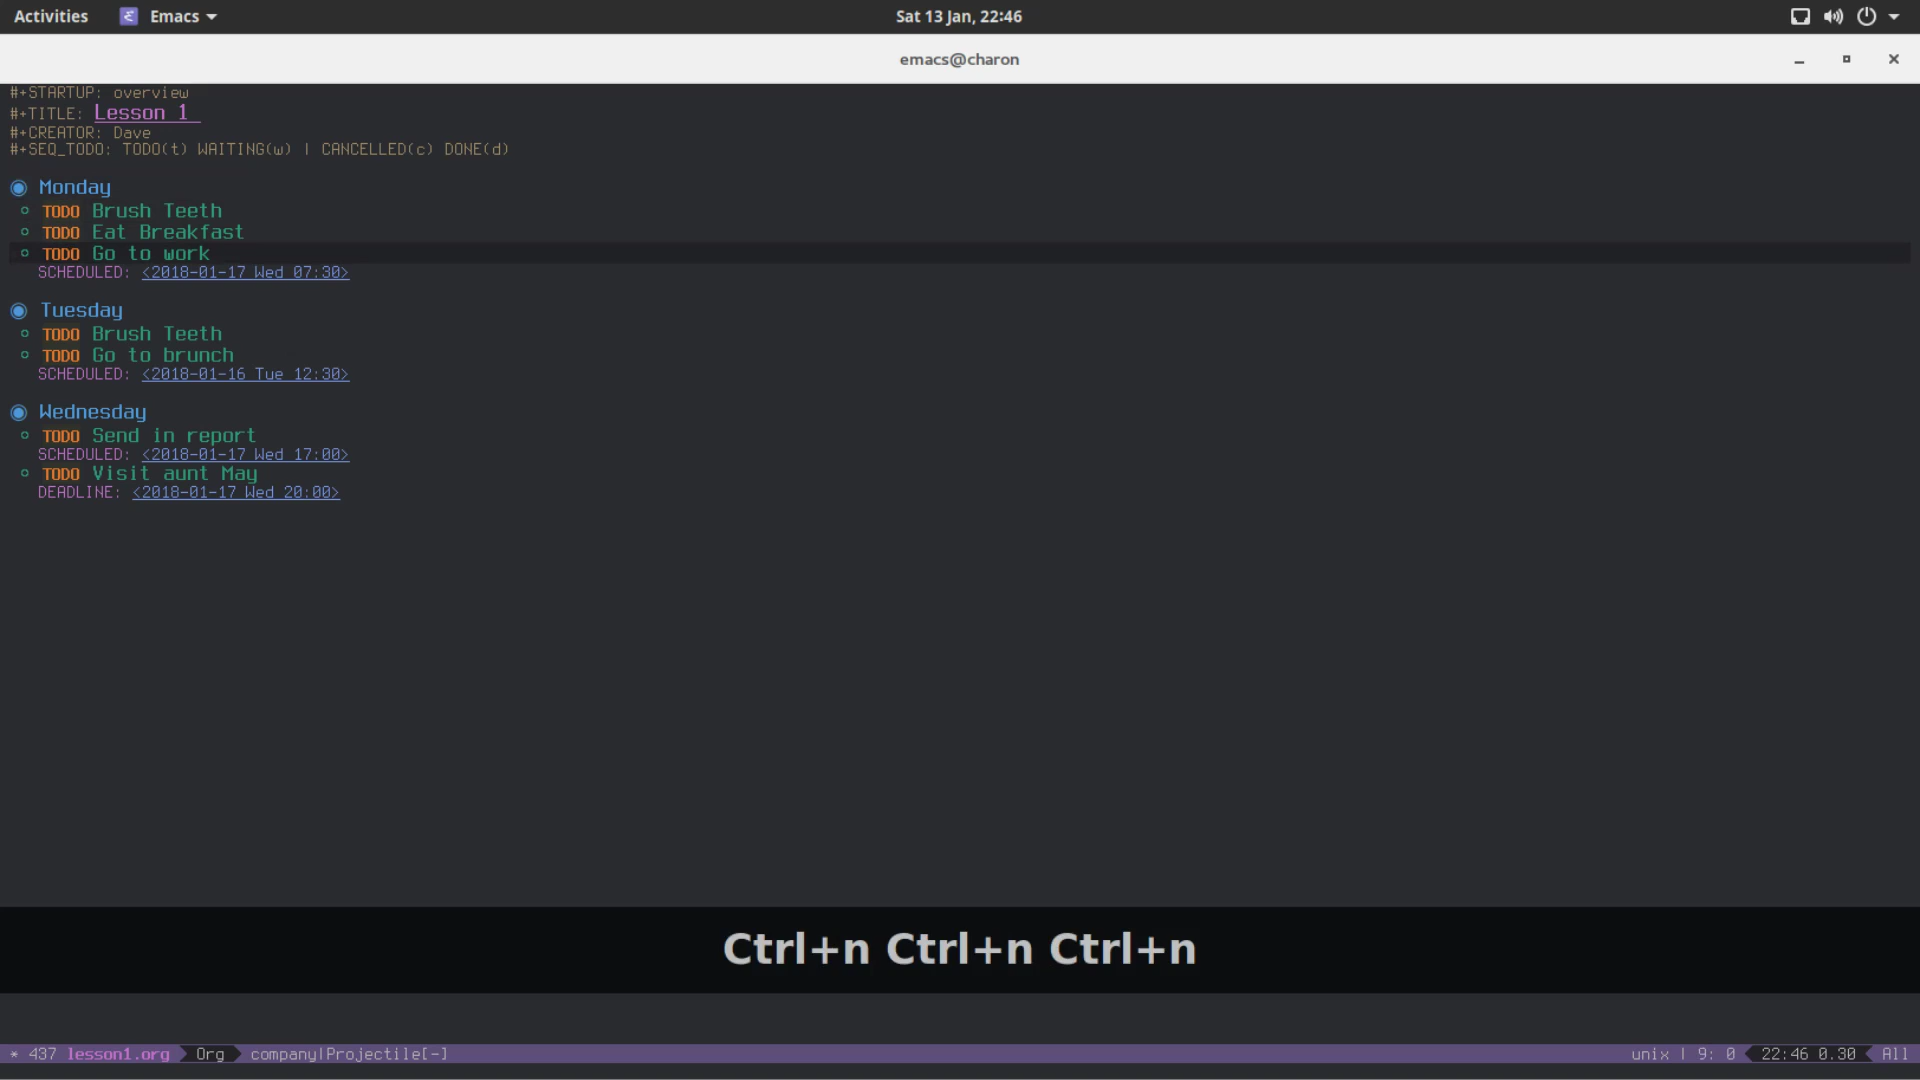 Activities Emacs Sat 13 Jan, 22:46
emacs@charon
#+STARTUP: overview
#+TITLE: Lesson 1
#+CREATOR: Dave
#+SEQ_TODO: TODO(t) WAITING(w) | CANCELLED(c) DONE(d)
Monday
TODO Brush Teeth
TODO Eat Breakfast
TODO Go to work
SCHEDULED: <2018-01-17 Wed 07:30>
Tuesday
TODO Brush Teeth
TODO Go to brunch
SCHEDULED: <2018-01-16 Tue 12:30>
Wednesday
TODO Send in report
SCHEDULED: <2018-01-17 Wed 17:00>
TODO Visit aunt May
DEADLINE: <2018-01-17 Wed 20:00>
Ctrl+n Ctrl+n Ctrl+n
* 437 lesson1.org Org company|Projectile[-] unix | 9: 0 22:46 0.30 All